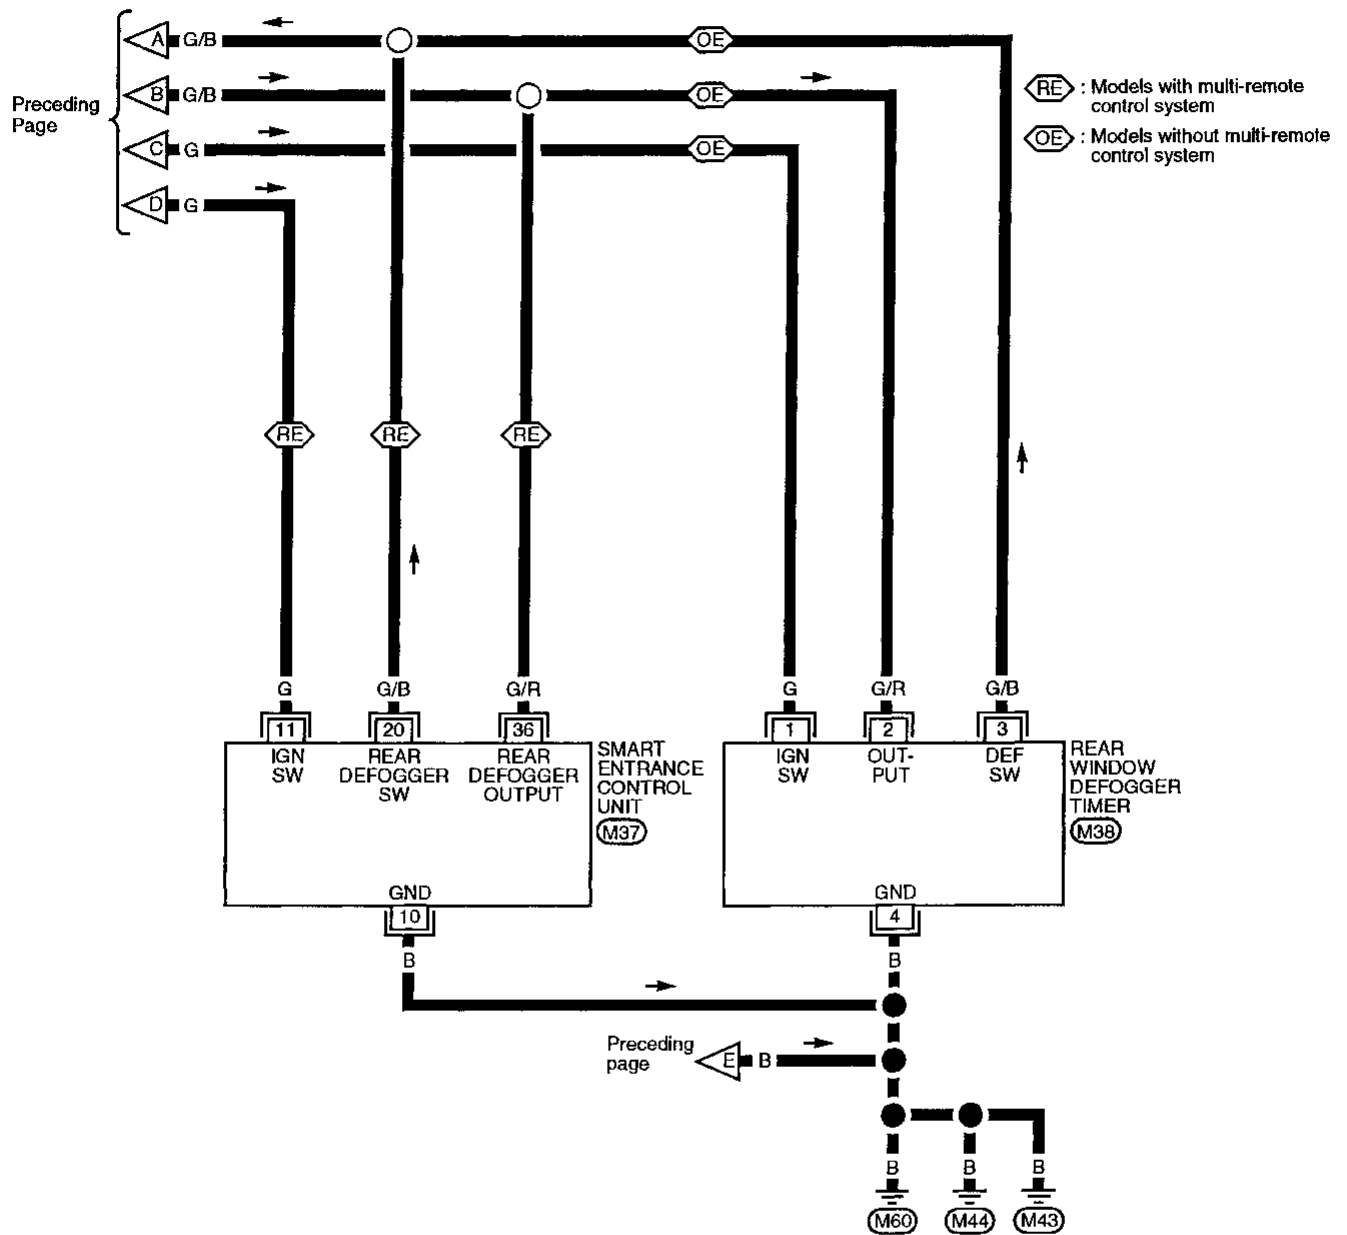 A G/B OE
B G/B OE
C G OE
D G
Preceding
Page
RE : Models with multi-remote
control system
OE : Models without multi-remote
control system
RE RE RE
G G/B G/R G G/R G/B
11 20 36 1 2 3
IGN
SW
REAR
DEFOGGER
SW
REAR
DEFOGGER
OUTPUT
SMART
ENTRANCE
CONTROL
UNIT
M37
IGN
SW
OUT-
PUT
DEF
SW
REAR
WINDOW
DEFOGGER
TIMER
M38
GND GND
10 4
B B
Preceding
page
E B
B B B
M60 M44 M43